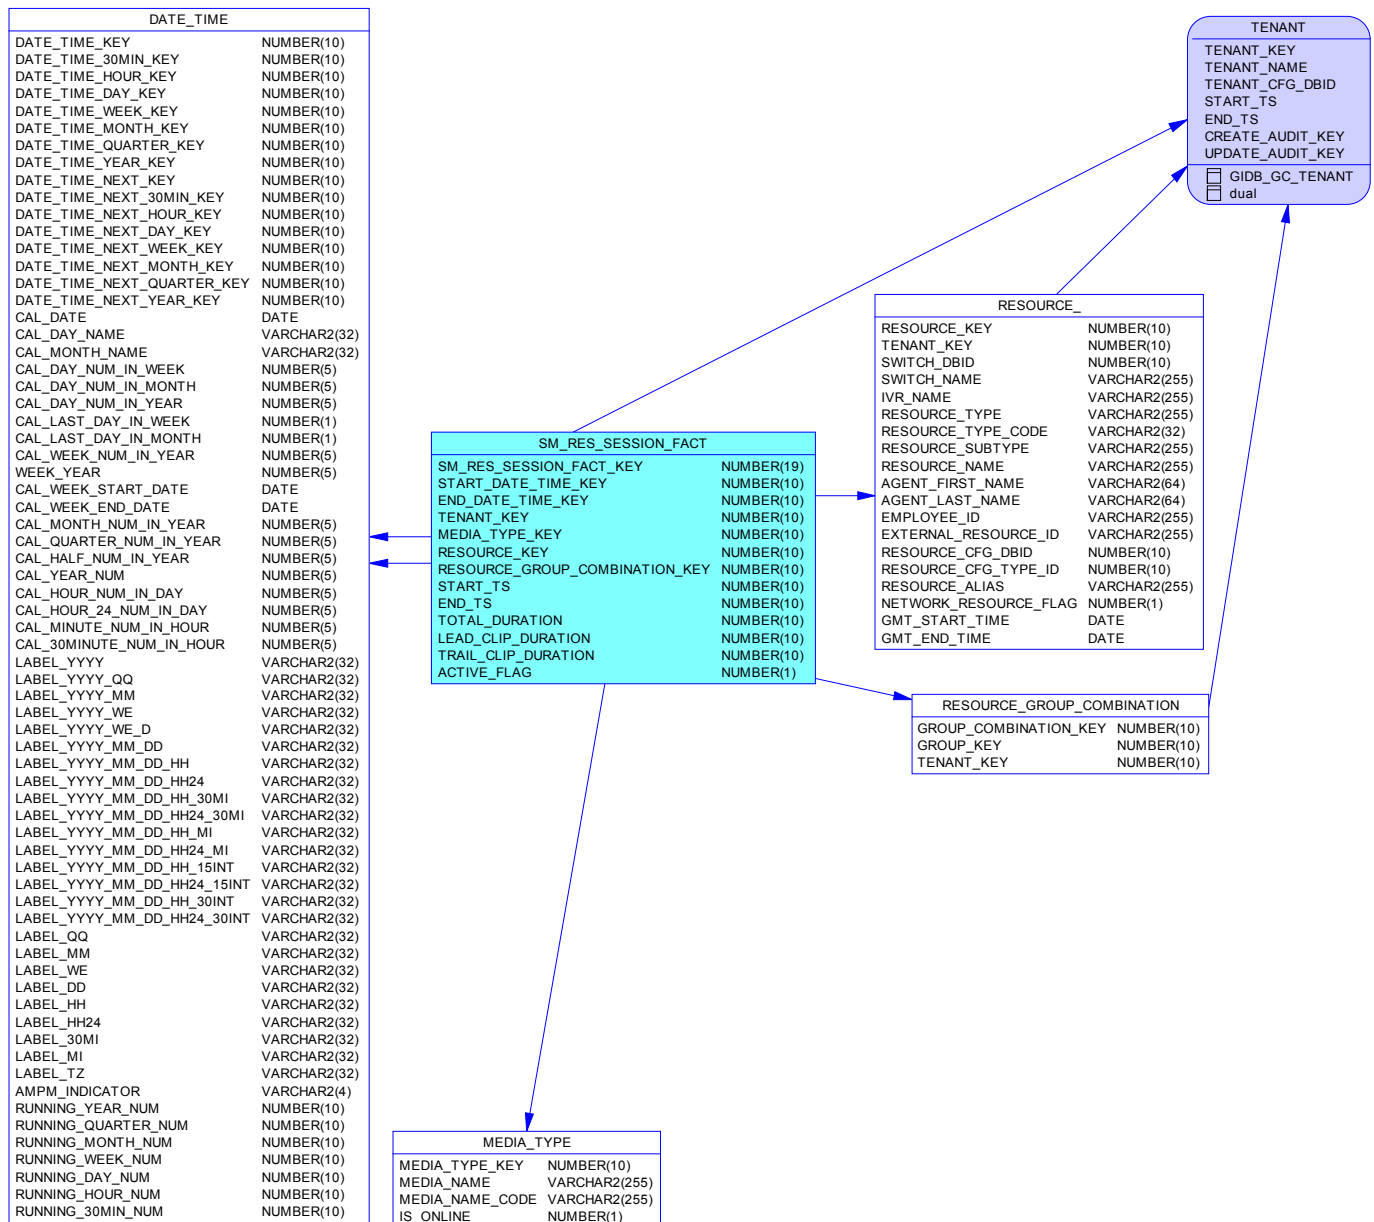 DATE_TIME
DATE_TIME_KEY NUMBER(10)
DATE_TIME_30MIN_KEY NUMBER(10)
DATE_TIME_HOUR_KEY NUMBER(10)
DATE_TIME_DAY_KEY NUMBER(10)
DATE_TIME_WEEK_KEY NUMBER(10)
DATE_TIME_MONTH_KEY NUMBER(10)
DATE_TIME_QUARTER_KEY NUMBER(10)
DATE_TIME_YEAR_KEY NUMBER(10)
DATE_TIME_NEXT_KEY NUMBER(10)
DATE_TIME_NEXT_30MIN_KEY NUMBER(10)
DATE_TIME_NEXT_HOUR_KEY NUMBER(10)
DATE_TIME_NEXT_DAY_KEY NUMBER(10)
DATE_TIME_NEXT_WEEK_KEY NUMBER(10)
DATE_TIME_NEXT_MONTH_KEY NUMBER(10)
DATE_TIME_NEXT_QUARTER_KEY NUMBER(10)
DATE_TIME_NEXT_YEAR_KEY NUMBER(10)
CAL_DATE DATE
CAL_DAY_NAME VARCHAR2(32)
CAL_MONTH_NAME VARCHAR2(32)
CAL_DAY_NUM_IN_WEEK NUMBER(5)
CAL_DAY_NUM_IN_MONTH NUMBER(5)
CAL_DAY_NUM_IN_YEAR NUMBER(5)
CAL_LAST_DAY_IN_WEEK NUMBER(1)
CAL_LAST_DAY_IN_MONTH NUMBER(1)
CAL_WEEK_NUM_IN_YEAR NUMBER(5)
WEEK_YEAR NUMBER(5)
CAL_WEEK_START_DATE DATE
CAL_WEEK_END_DATE DATE
CAL_MONTH_NUM_IN_YEAR NUMBER(5)
CAL_QUARTER_NUM_IN_YEAR NUMBER(5)
CAL_HALF_NUM_IN_YEAR NUMBER(5)
CAL_YEAR_NUM NUMBER(5)
CAL_HOUR_NUM_IN_DAY NUMBER(5)
CAL_HOUR_24_NUM_IN_DAY NUMBER(5)
CAL_MINUTE_NUM_IN_HOUR NUMBER(5)
CAL_30MINUTE_NUM_IN_HOUR NUMBER(5)
LABEL_YYYY VARCHAR2(32)
LABEL_YYYY_QQ VARCHAR2(32)
LABEL_YYYY_MM VARCHAR2(32)
LABEL_YYYY_WE VARCHAR2(32)
LABEL_YYYY_WE_D VARCHAR2(32)
LABEL_YYYY_MM_DD VARCHAR2(32)
LABEL_YYYY_MM_DD_HH VARCHAR2(32)
LABEL_YYYY_MM_DD_HH24 VARCHAR2(32)
LABEL_YYYY_MM_DD_HH_30MI VARCHAR2(32)
LABEL_YYYY_MM_DD_HH24_30MI VARCHAR2(32)
LABEL_YYYY_MM_DD_HH_MI VARCHAR2(32)
LABEL_YYYY_MM_DD_HH24_MI VARCHAR2(32)
LABEL_YYYY_MM_DD_HH_15INT VARCHAR2(32)
LABEL_YYYY_MM_DD_HH24_15INT VARCHAR2(32)
LABEL_YYYY_MM_DD_HH_30INT VARCHAR2(32)
LABEL_YYYY_MM_DD_HH24_30INT VARCHAR2(32)
LABEL_QQ VARCHAR2(32)
LABEL_MM VARCHAR2(32)
LABEL_WE VARCHAR2(32)
LABEL_DD VARCHAR2(32)
LABEL_HH VARCHAR2(32)
LABEL_HH24 VARCHAR2(32)
LABEL_30MI VARCHAR2(32)
LABEL_MI VARCHAR2(32)
LABEL_TZ VARCHAR2(32)
AMPM_INDICATOR VARCHAR2(4)
RUNNING_YEAR_NUM NUMBER(10)
RUNNING_QUARTER_NUM NUMBER(10)
RUNNING_MONTH_NUM NUMBER(10)
RUNNING_WEEK_NUM NUMBER(10)
RUNNING_DAY_NUM NUMBER(10)
RUNNING_HOUR_NUM NUMBER(10)
RUNNING_30MIN_NUM NUMBER(10)
SM_RES_SESSION_FACT
SM_RES_SESSION_FACT_KEY NUMBER(19)
START_DATE_TIME_KEY NUMBER(10)
END_DATE_TIME_KEY NUMBER(10)
TENANT_KEY NUMBER(10)
MEDIA_TYPE_KEY NUMBER(10)
RESOURCE_KEY NUMBER(10)
RESOURCE_GROUP_COMBINATION_KEY NUMBER(10)
START_TS NUMBER(10)
END_TS NUMBER(10)
TOTAL_DURATION NUMBER(10)
LEAD_CLIP_DURATION NUMBER(10)
TRAIL_CLIP_DURATION NUMBER(10)
ACTIVE_FLAG NUMBER(1)
MEDIA_TYPE
MEDIA_TYPE_KEY NUMBER(10)
MEDIA_NAME VARCHAR2(255)
MEDIA_NAME_CODE VARCHAR2(255)
IS_ONLINE NUMBER(1)
TENANT
TENANT_KEY
TENANT_NAME
TENANT_CFG_DBID
START_TS
END_TS
CREATE_AUDIT_KEY
UPDATE_AUDIT_KEY
GIDB_GC_TENANT
dual
RESOURCE_
RESOURCE_KEY NUMBER(10)
TENANT_KEY NUMBER(10)
SWITCH_DBID NUMBER(10)
SWITCH_NAME VARCHAR2(255)
IVR_NAME VARCHAR2(255)
RESOURCE_TYPE VARCHAR2(255)
RESOURCE_TYPE_CODE VARCHAR2(32)
RESOURCE_SUBTYPE VARCHAR2(255)
RESOURCE_NAME VARCHAR2(255)
AGENT_FIRST_NAME VARCHAR2(64)
AGENT_LAST_NAME VARCHAR2(64)
EMPLOYEE_ID VARCHAR2(255)
EXTERNAL_RESOURCE_ID VARCHAR2(255)
RESOURCE_CFG_DBID NUMBER(10)
RESOURCE_CFG_TYPE_ID NUMBER(10)
RESOURCE_ALIAS VARCHAR2(255)
NETWORK_RESOURCE_FLAG NUMBER(1)
GMT_START_TIME DATE
GMT_END_TIME DATE
RESOURCE_GROUP_COMBINATION
GROUP_COMBINATION_KEY NUMBER(10)
GROUP_KEY NUMBER(10)
TENANT_KEY NUMBER(10)